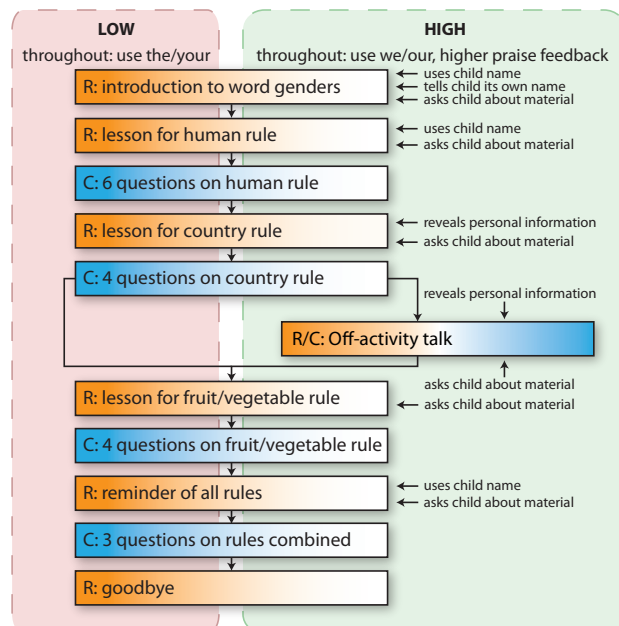 LOW
HIGH
throughout: use the/your
throughout: use we/our, higher praise feedback
R: introduction to word genders
uses child name
tells child its own name
asks child about material
R: lesson for human rule
uses child name
asks child about material
C: 6 questions on human rule
R: lesson for country rule
reveals personal information
asks child about material
C: 4 questions on country rule
reveals personal information
R/C: Off-activity talk
asks child about material
R: lesson for fruit/vegetable rule
asks child about material
C: 4 questions on fruit/vegetable rule
R: reminder of all rules
uses child name
asks child about material
C: 3 questions on rules combined
R: goodbye